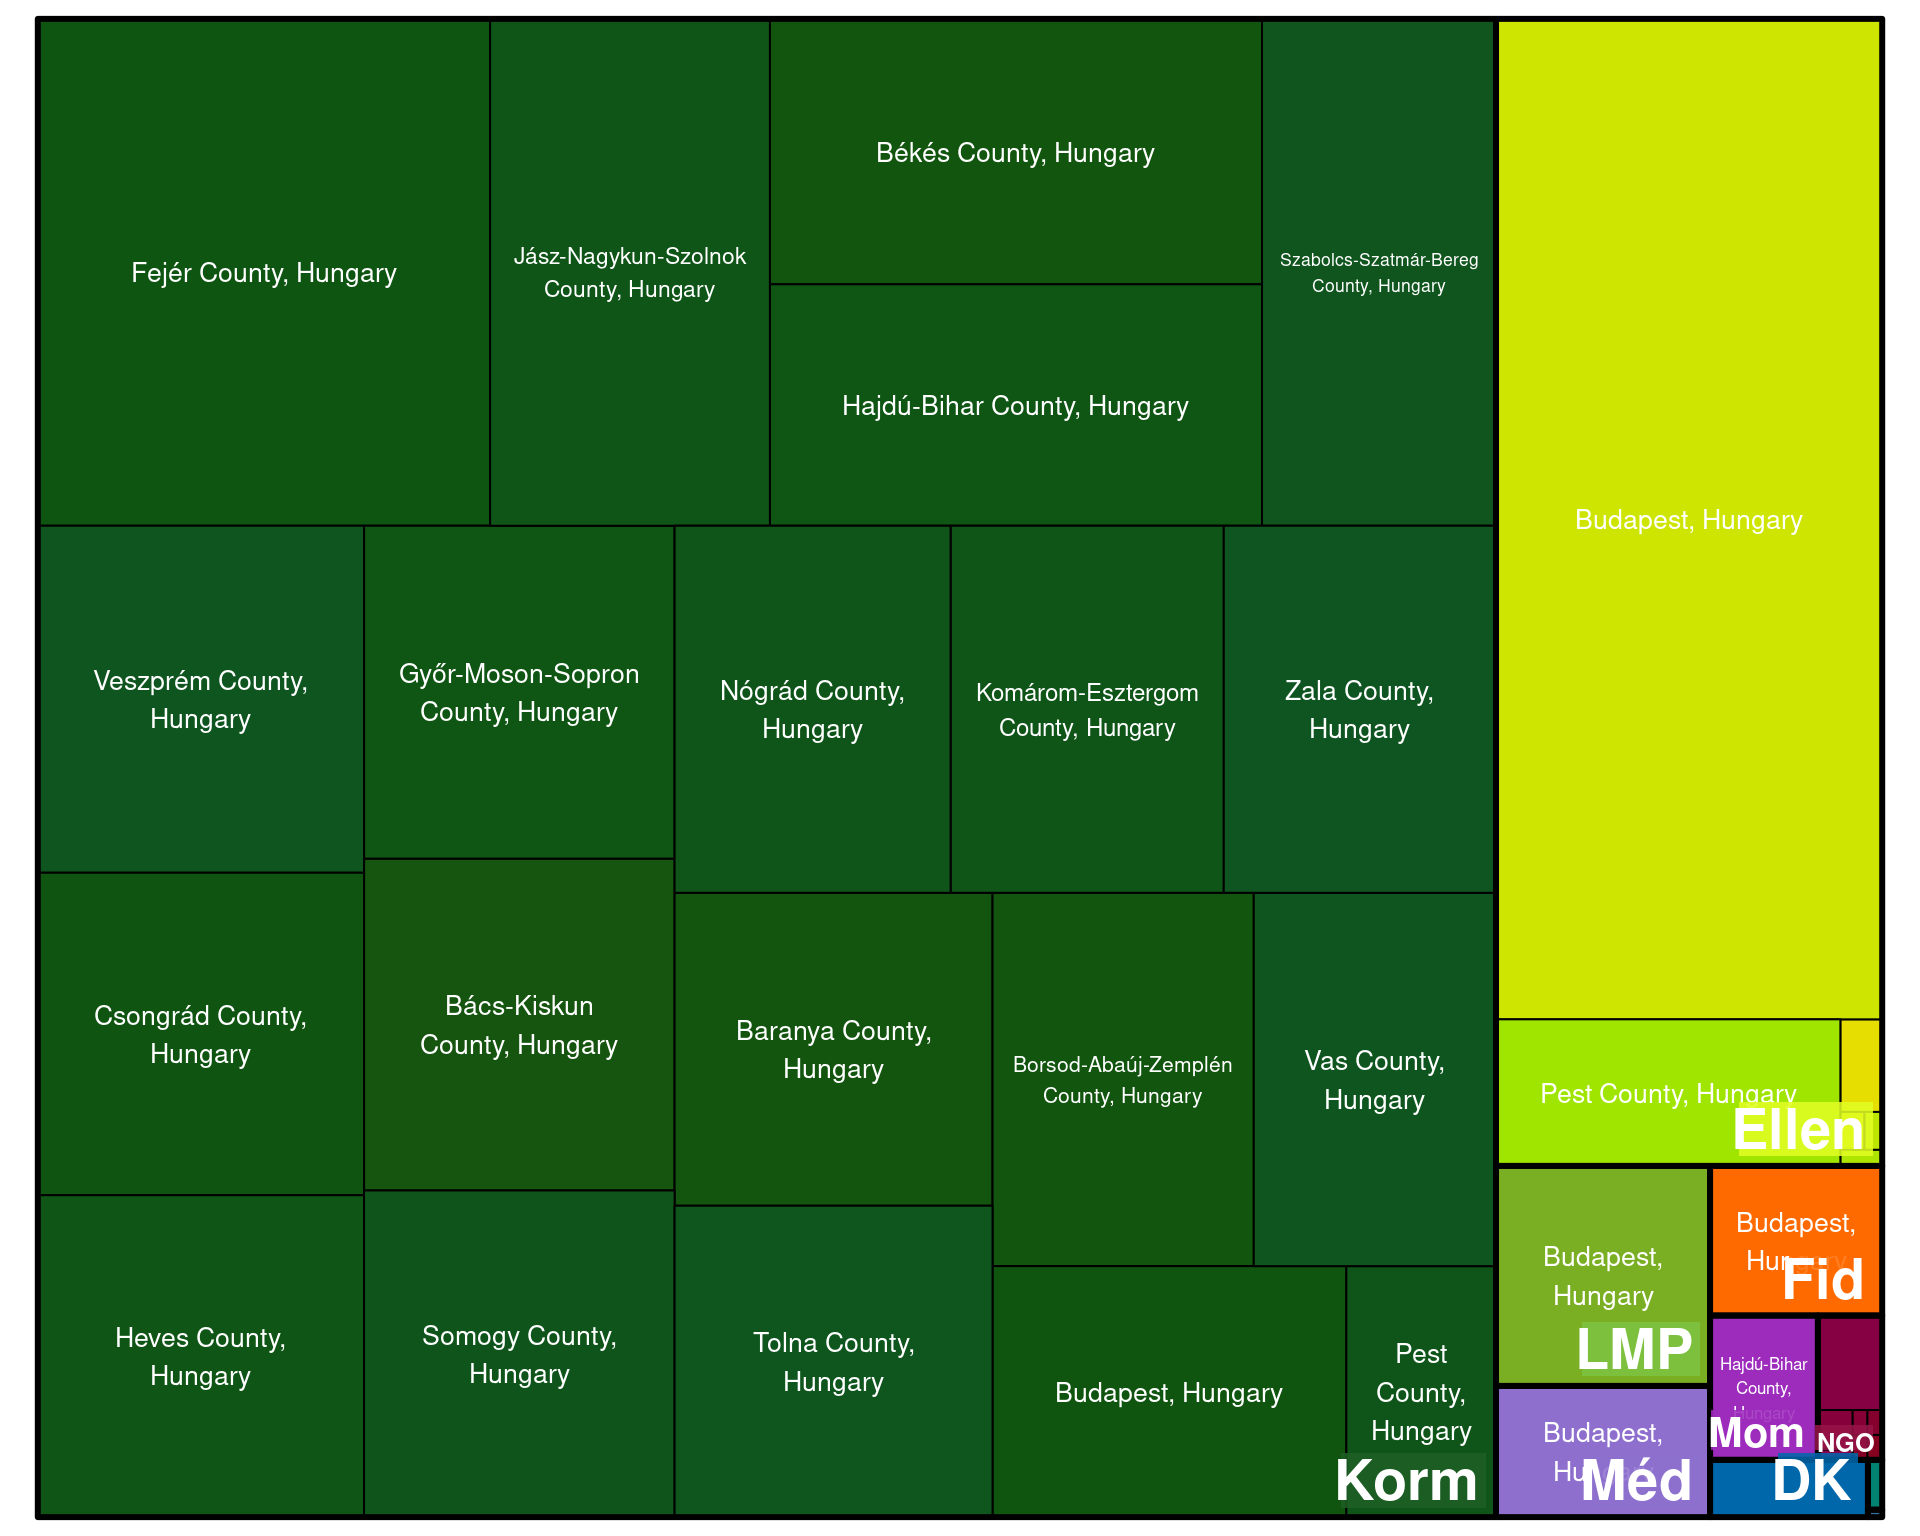 Fejér County, Hungary
Jász-Nagykun-Szolnok
County, Hungary
Békés County, Hungary
Hajdú-Bihar County, Hungary
Szabolcs-Szatmár-Bereg
County, Hungary
Veszprém County,
Hungary
Győr-Moson-Sopron
County, Hungary
Nógrád County,
Hungary
Komárom-Esztergom
County, Hungary
Zala County,
Hungary
Csongrád County,
Hungary
Bács-Kiskun
County, Hungary
Baranya County,
Hungary
Borsod-Abaúj-Zemplén
County, Hungary
Vas County,
Hungary
Heves County,
Hungary
Somogy County,
Hungary
Tolna County,
Hungary
Budapest, Hungary
Pest
County,
Hungary
Korm
Budapest, Hungary
Pest County, Hungary
Ellen
Budapest,
Hungary
LMP
Budapest,
Hungary
Fid
Budapest,
Méd
Hajdú-Bihar
County,
Hungary
Mom
NGO
DK